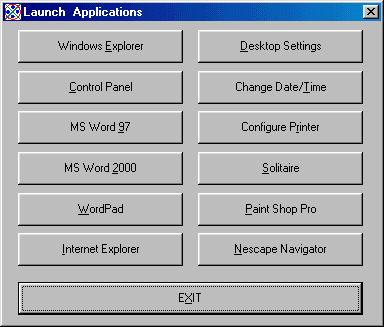 Launch Applications
Windows Explorer
Desktop Settings
Control Panel
Change Date/Time
MS Word 97
Configure Printer
MS Word 2000
Solitaire
WordPad
Paint Shop Pro
Internet Explorer
Nescape Navigator
EXIT